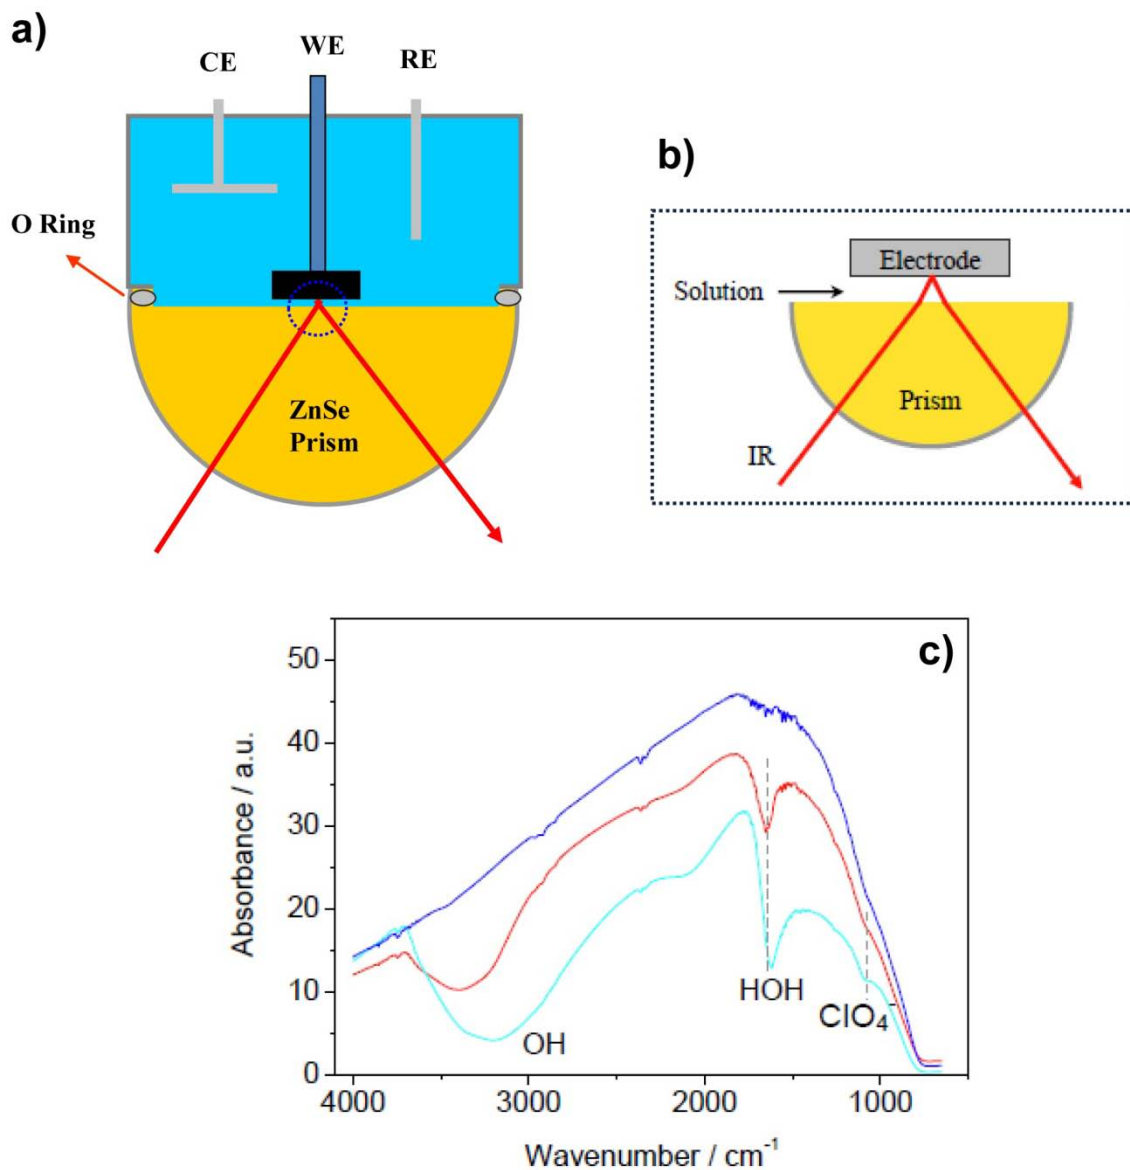 a)
CE
WE
RE
O Ring
ZnSe
Prism
b)
Electrode
Solution
Prism
IR
c)
Absorbance / a.u.
50
40
30
20
10
0
OH
HOH
ClO₄⁻
4000
3000
2000
1000
Wavenumber / cm⁻¹